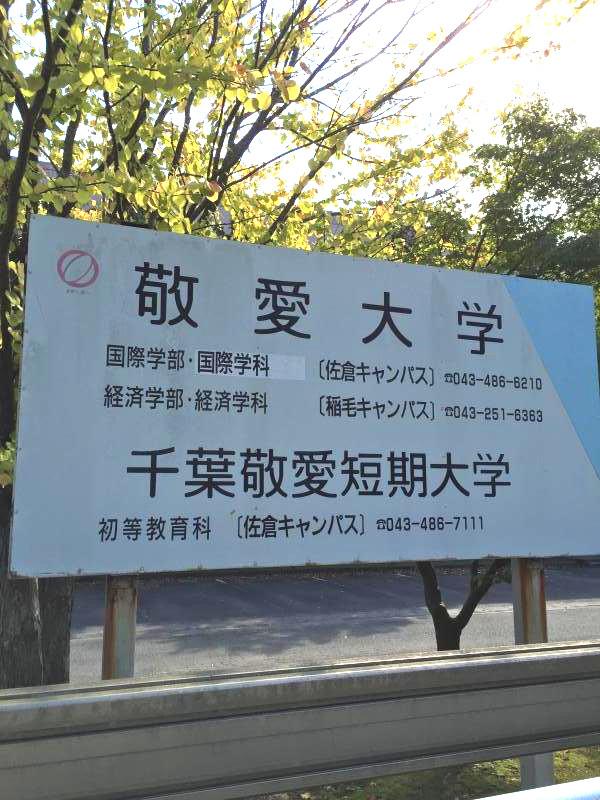 敬愛大学
国際学部・国際学科 〔佐倉キャンパス〕 ☎043-486-6210
経済学部・経済学科 〔稲毛キャンパス〕 ☎043-251-6363
千葉敬愛短期大学
初等教育科 〔佐倉キャンパス〕 ☎043-486-7111